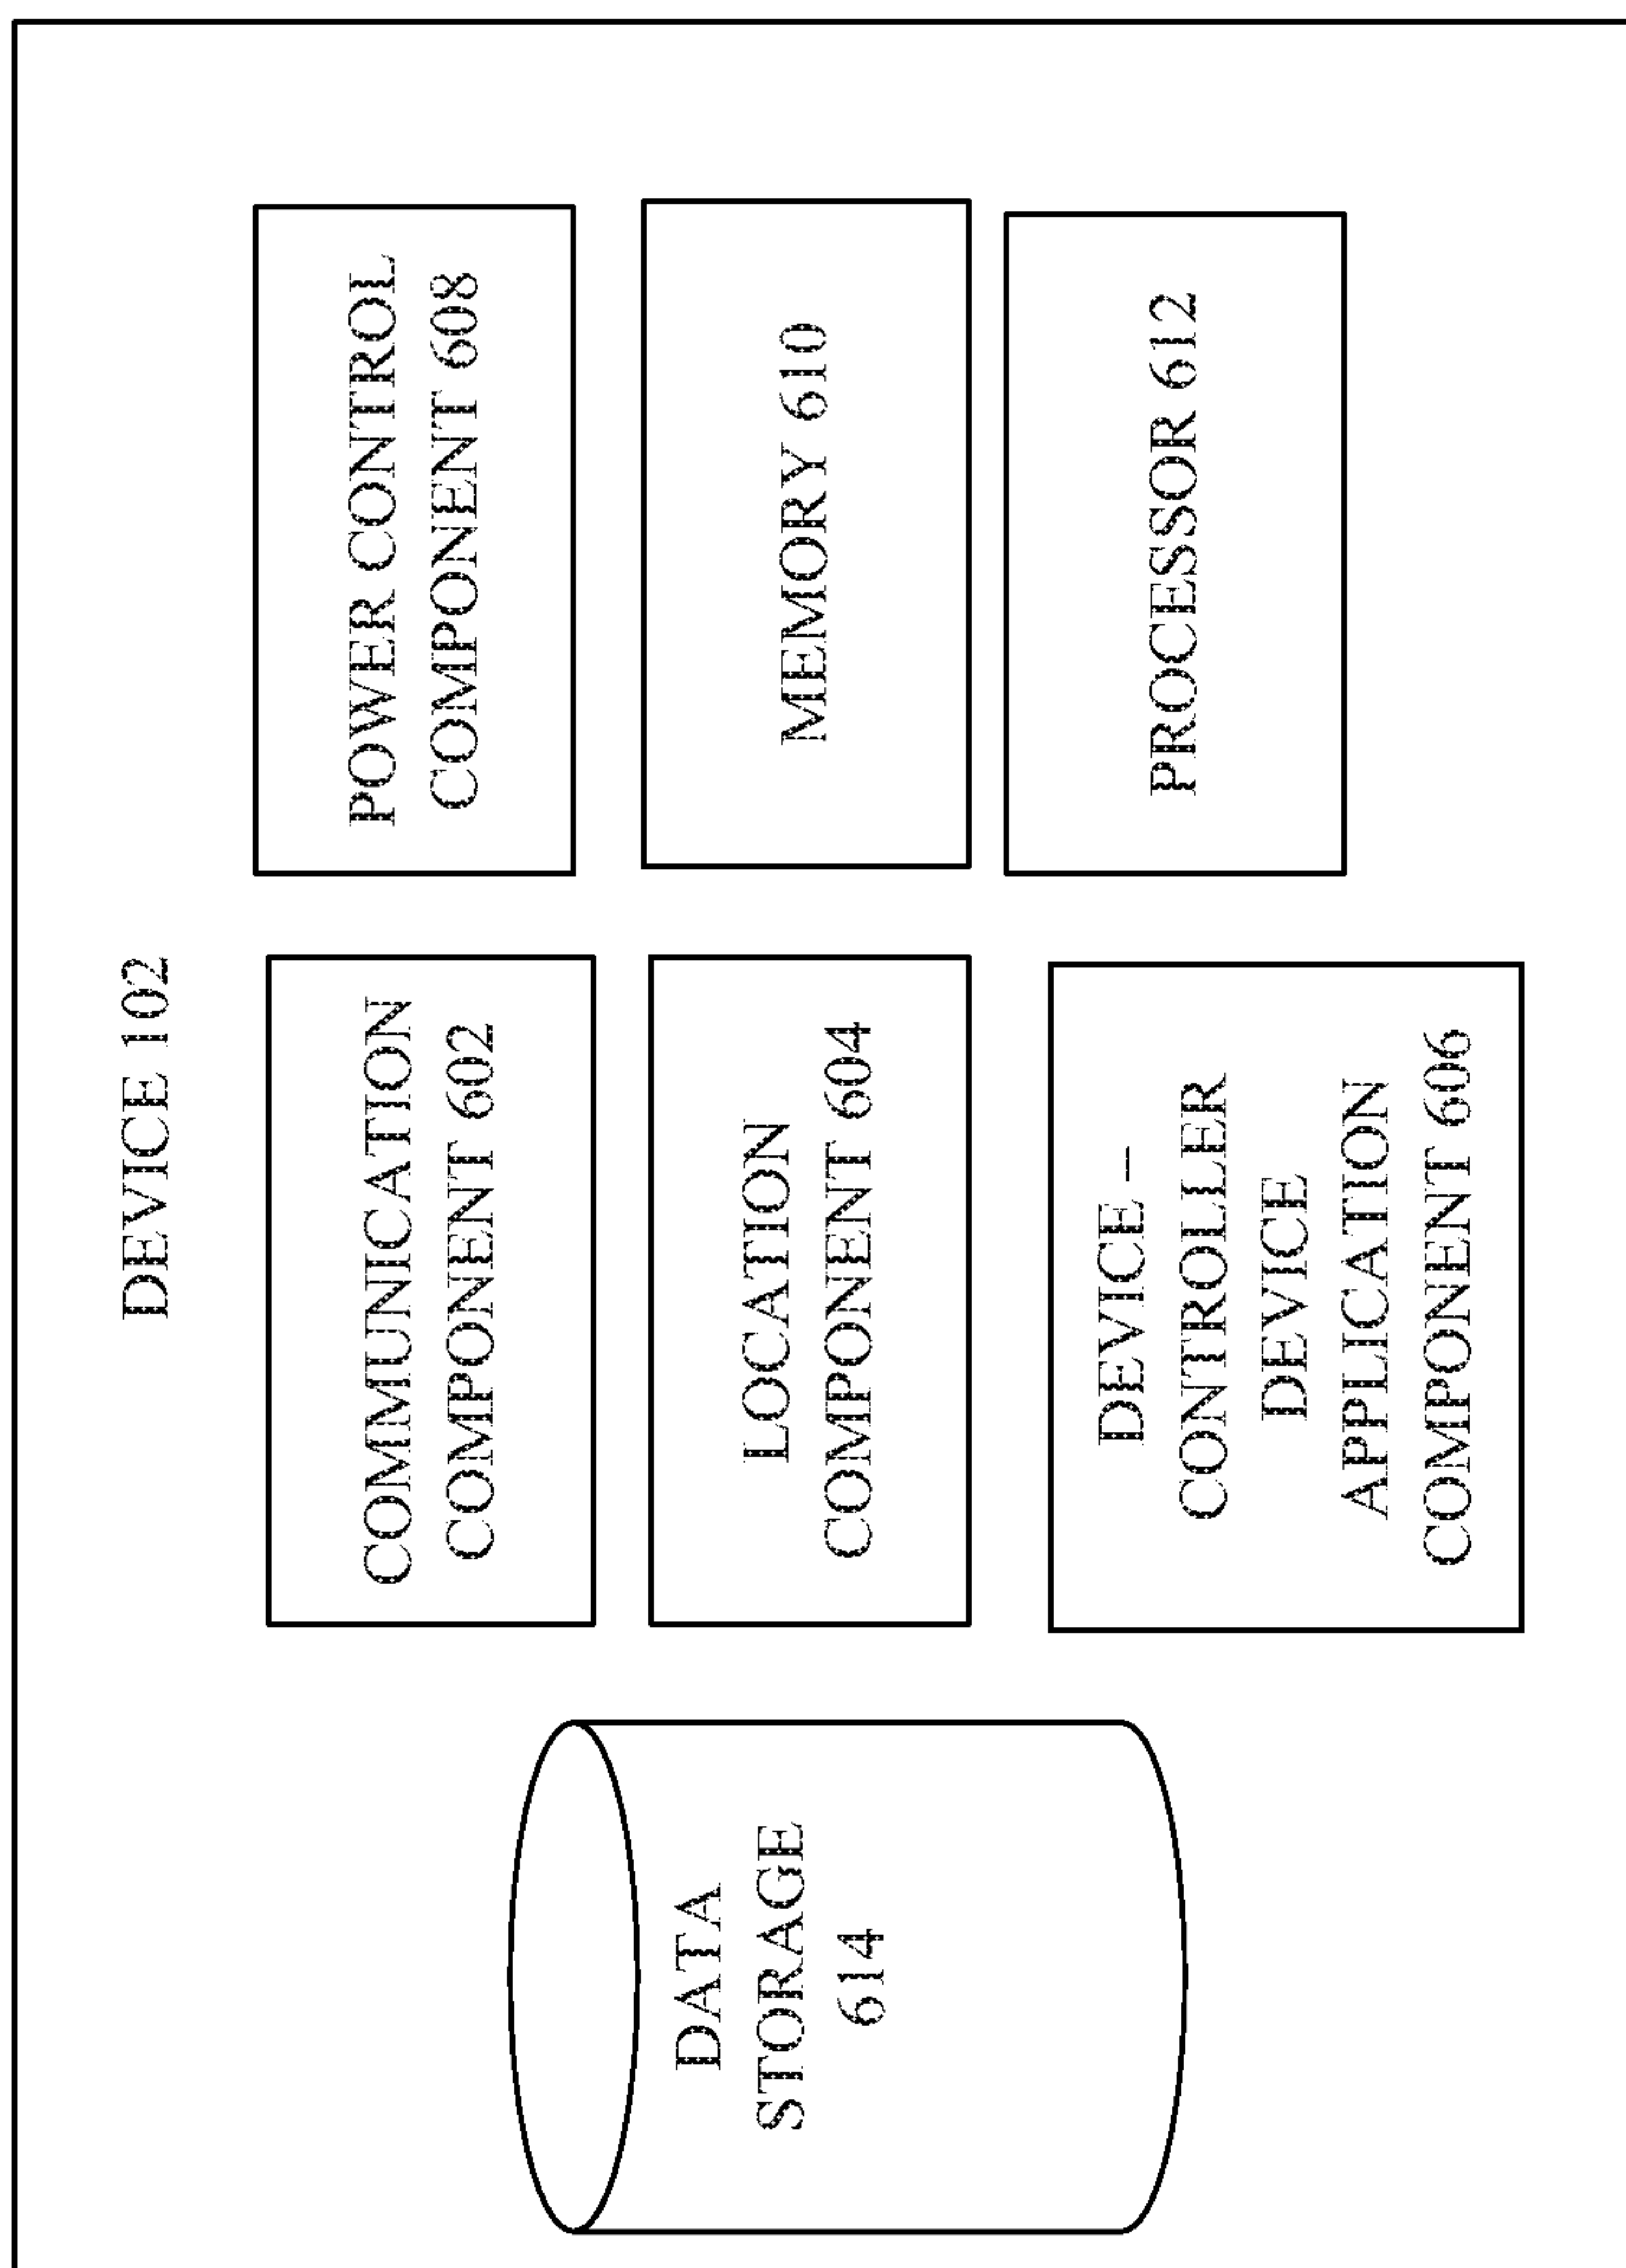 DEVICE 102
DATA
STORAGE
614
COMMUNICATION
COMPONENT 602
LOCATION
COMPONENT 604
DEVICE –
CONTROLLER
DEVICE
APPLICATION
COMPONENT 606
POWER CONTROL
COMPONENT 608
MEMORY 610
PROCESSOR 612